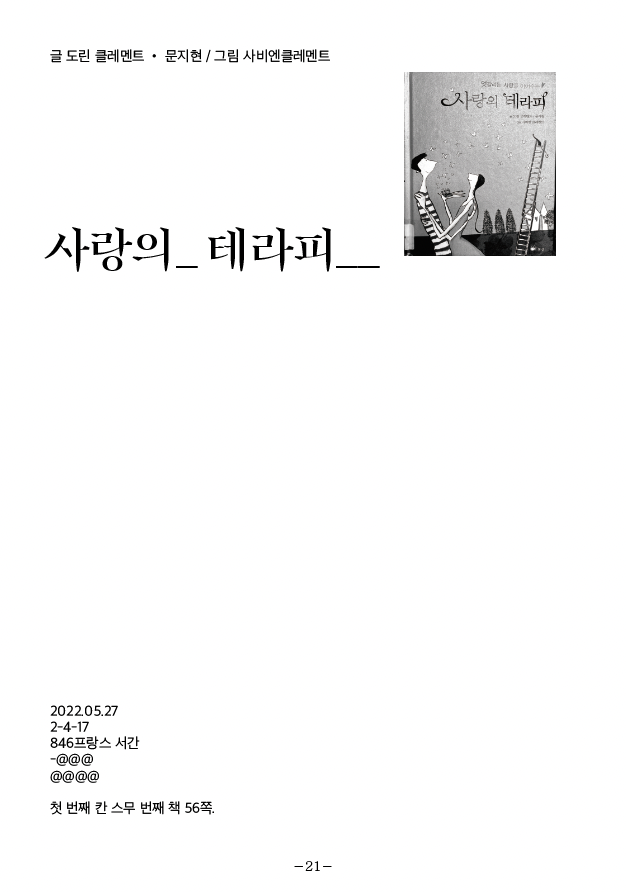 글 도린 클레멘트 • 문지현 / 그림 사비엔클레멘트
사랑의 '테라피'
사랑의_ 테라피__
2022.05.27
2-4-17
846프랑스 서간
-@@@
@@@@
첫 번째 칸 스무 번째 책 56쪽.
-21-